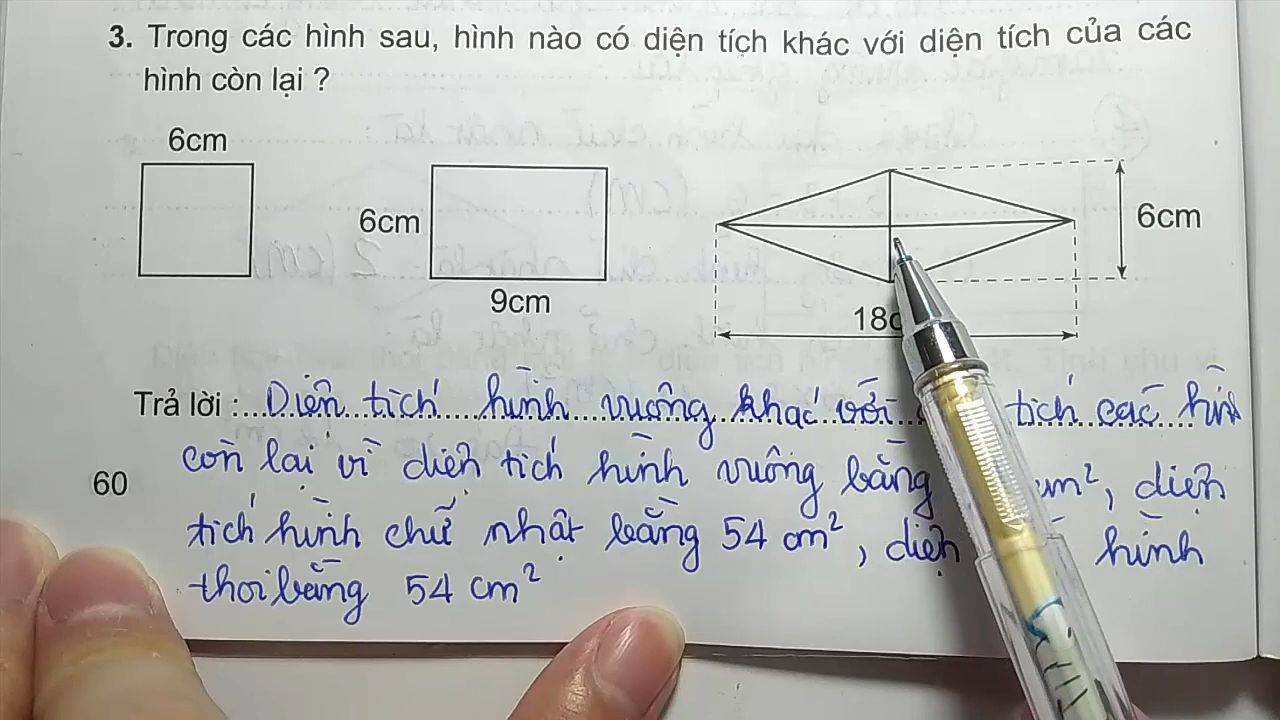 3. Trong các hình sau, hình nào có diện tích khác với diện tích của các
hình còn lại ?
6cm
6cm
9cm
6cm
18c
Trả lời : Diện tích hình vuông khác với tích các hìn
còn lại vì diện tích hình vuông bằng cm², diện
tích hình chữ nhật bằng 54 cm², diện hình
thoi bằng 54 cm²
60